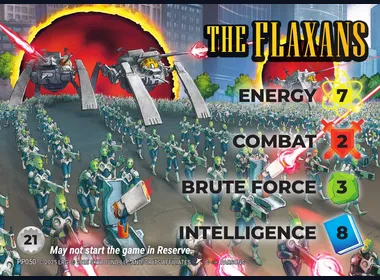 THE FLAXANS
ENERGY 7
COMBAT 2
BRUTE FORCE 3
INTELLIGENCE 8
21
May not start the game in Reserve.
PP050